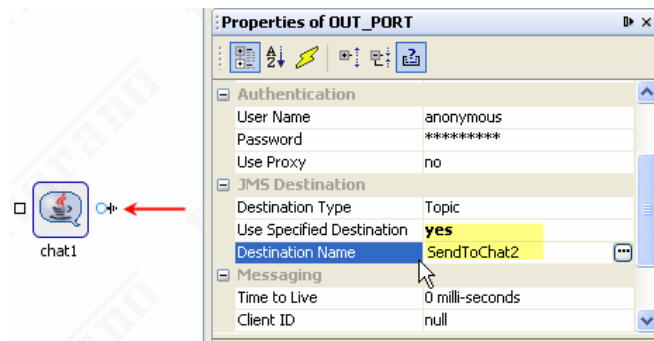 Properties of OUT_PORT
Authentication
User Name anonymous
Password *********
Use Proxy no
JMS Destination
Destination Type Topic
Use Specified Destination yes
Destination Name SendToChat2
Messaging
Time to Live 0 milli-seconds
Client ID null
chat1